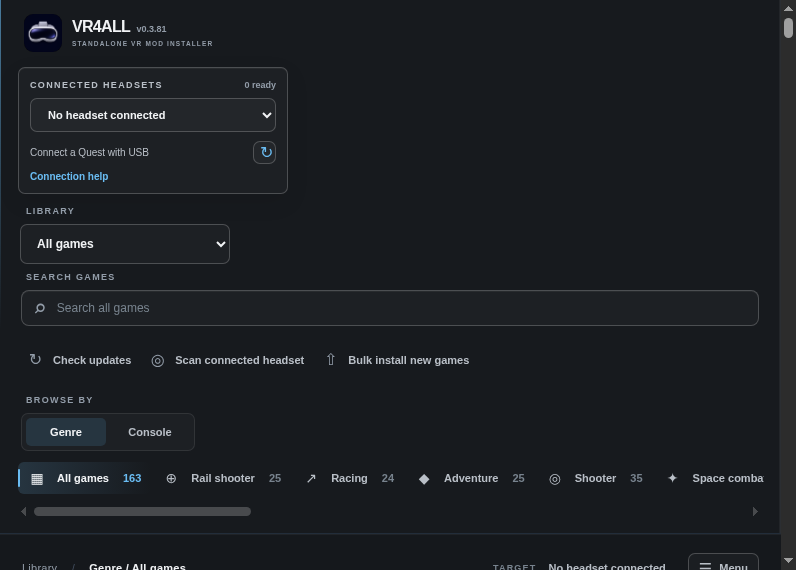 VR4ALL v0.3.81
STANDALONE VR MOD INSTALLER
CONNECTED HEADSETS 0 ready
No headset connected
Connect a Quest with USB
Connection help
LIBRARY
All games
SEARCH GAMES
Search all games
Check updates Scan connected headset Bulk install new games
BROWSE BY
Genre Console
All games 163 Rail shooter 25 Racing 24 Adventure 25 Shooter 35 Space comba
Library / Genre / All games TARGET No headset connected Menu